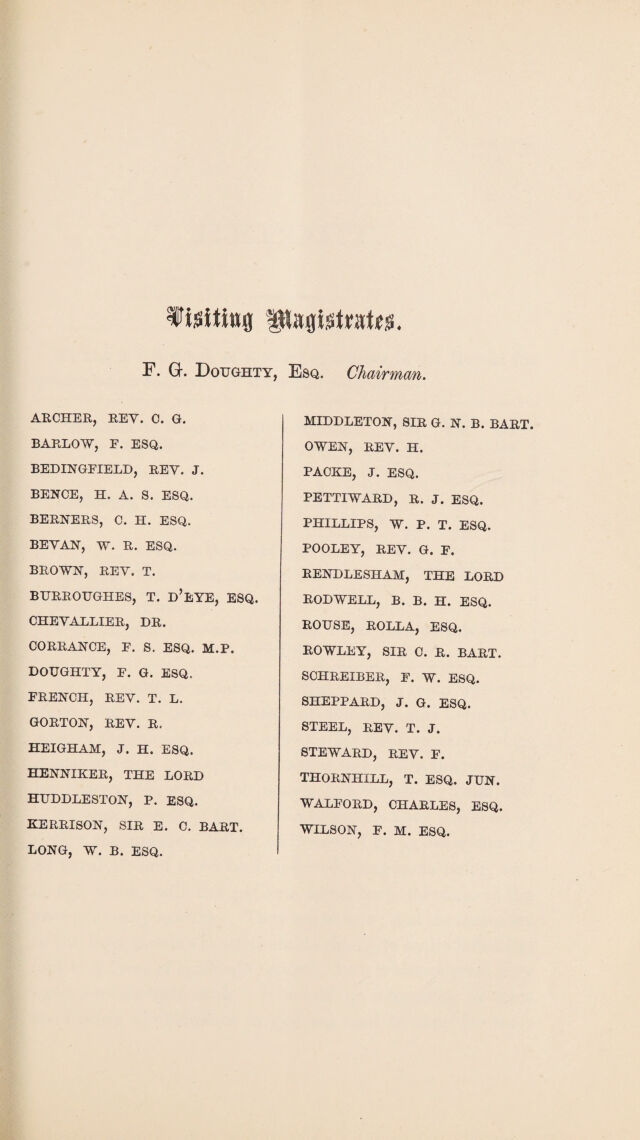 Visiting Magistrates.
F. G. Doughty, Esq. Chairman.
ARCHER, REV. C. G.
BARLOW, F. ESQ.
BEDINGFIELD, REV. J.
BENCE, H. A. S. ESQ.
BERNERS, C. H. ESQ.
BEVAN, W. R. ESQ.
BROWN, REV. T.
BURROUGHES, T. D'EYE, ESQ.
CHEVALLIER, DR.
CORRANCE, F. S. ESQ. M.P.
DOUGHTY, F. G. ESQ.
FRENCH, REV. T. L.
GORTON, REV. R.
HEIGHAM, J. H. ESQ.
HENNIKER, THE LORD
HUDDLESTON, P. ESQ.
KERRISON, SIR E. C. BART.
LONG, W. B. ESQ.
MIDDLETON, SIR G. N. B. BART.
OWEN, REV. H.
PACKE, J. ESQ.
PETTIWARD, R. J. ESQ.
PHILLIPS, W. P. T. ESQ.
POOLEY, REV. G. F.
RENDLESHAM, THE LORD
RODWELL, B. B. H. ESQ.
ROUSE, ROLLA, ESQ.
ROWLEY, SIR C. R. BART.
SCHREIBER, F. W. ESQ.
SHEPPARD, J. G. ESQ.
STEEL, REV. T. J.
STEWARD, REV. F.
THORNHILL, T. ESQ. JUN.
WALFORD, CHARLES, ESQ.
WILSON, F. M. ESQ.